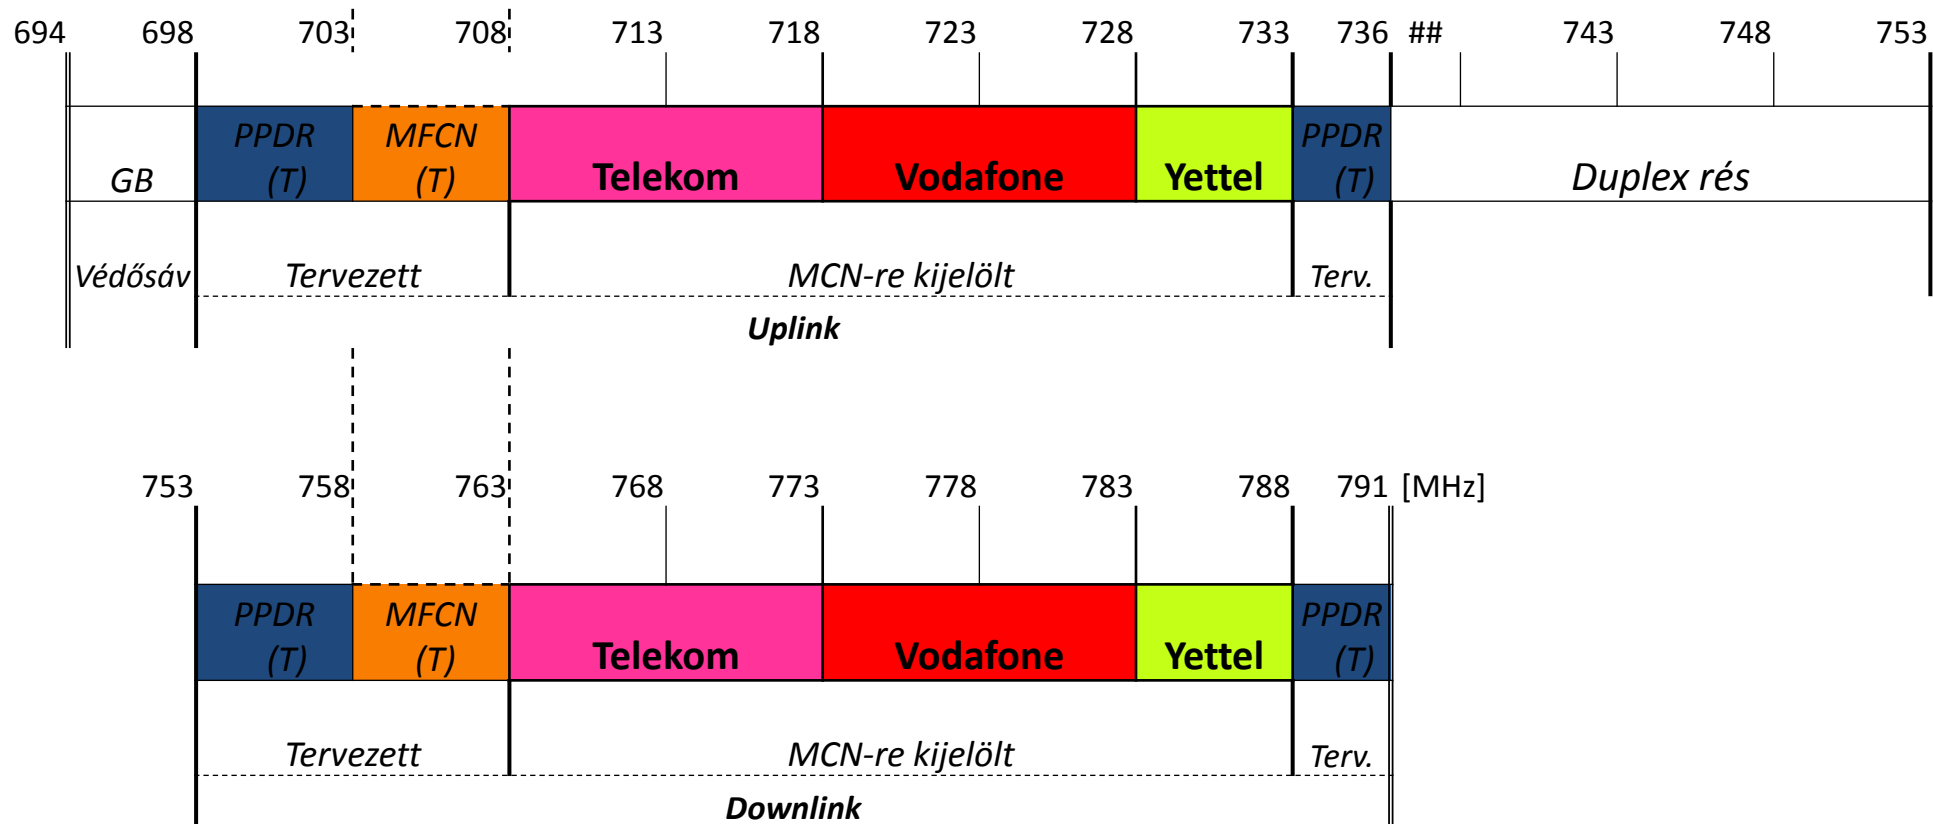 694 698 703 708 713 718 723 728 733 736 ## 743 748 753
GB PPDR (T) MFCN (T) Telekom Vodafone Yettel PPDR (T) Duplex rés
Védősáv Tervezett MCN-re kijelölt Terv.
Uplink
753 758 763 768 773 778 783 788 791 [MHz]
PPDR (T) MFCN (T) Telekom Vodafone Yettel PPDR (T)
Tervezett MCN-re kijelölt Terv.
Downlink